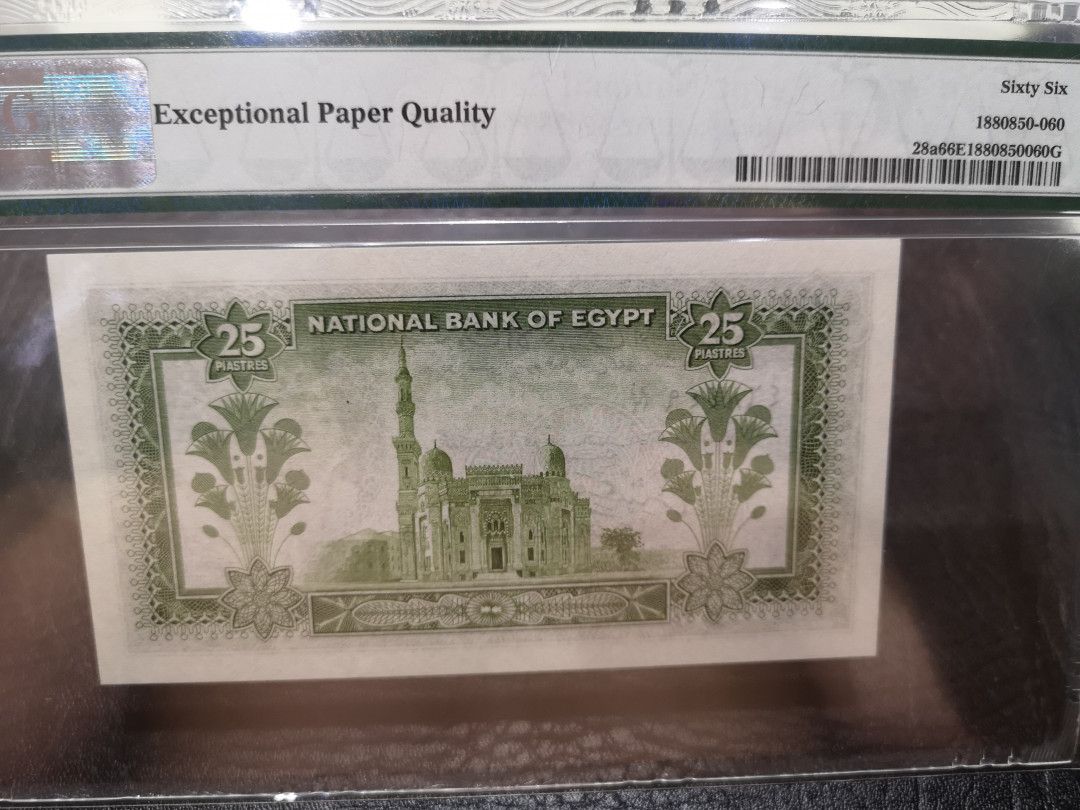 G
Exceptional Paper Quality
Sixty Six
1880850-060
28a66E1880850060G
25
PIASTRES
NATIONAL BANK OF EGYPT
25
PIASTRES